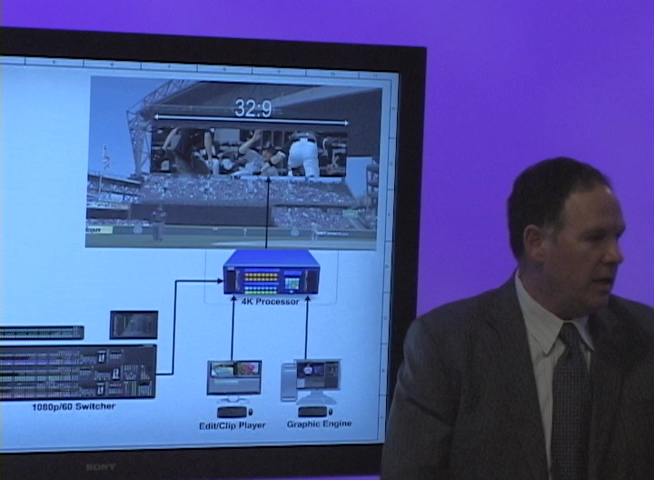 32:9
4K Processor
1080p/60 Switcher
Edit/Clip Player
Graphic Engine
SONY